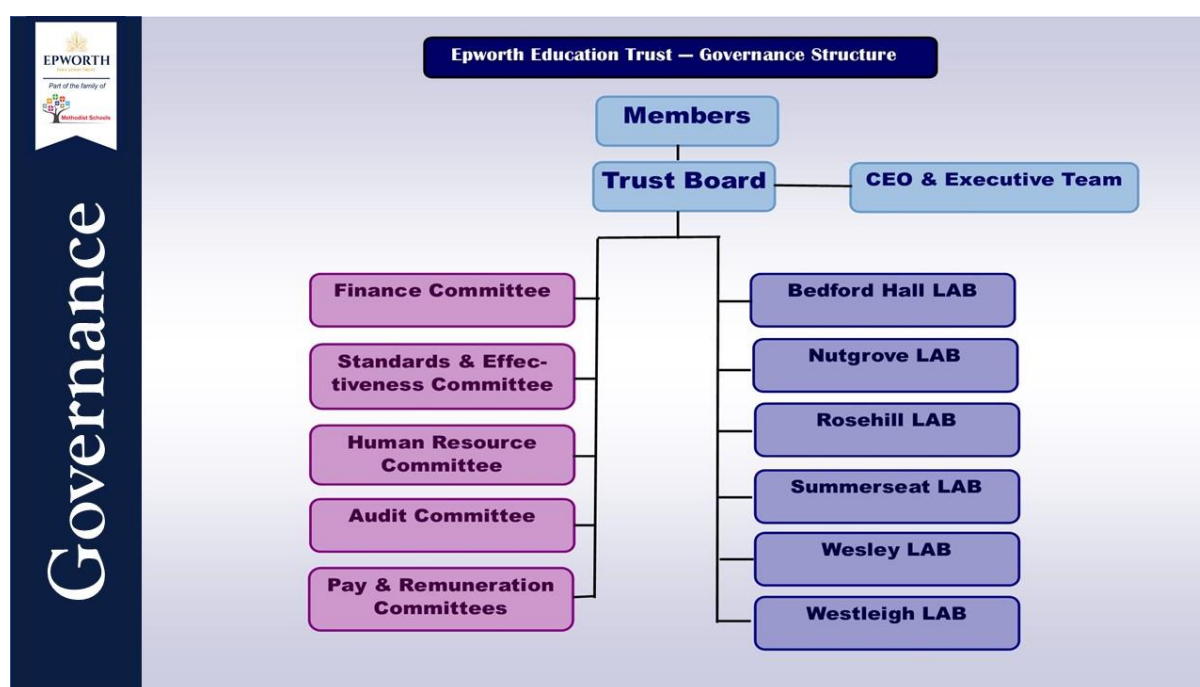 EPWORTH
Part of the family of
Methodist Schools
Governance
Epworth Education Trust — Governance Structure
Members
Trust Board
CEO & Executive Team
Finance Committee
Standards & Effec-
tiveness Committee
Human Resource
Committee
Audit Committee
Pay & Remuneration
Committees
Bedford Hall LAB
Nutgrove LAB
Rosehill LAB
Summerseat LAB
Wesley LAB
Westleigh LAB